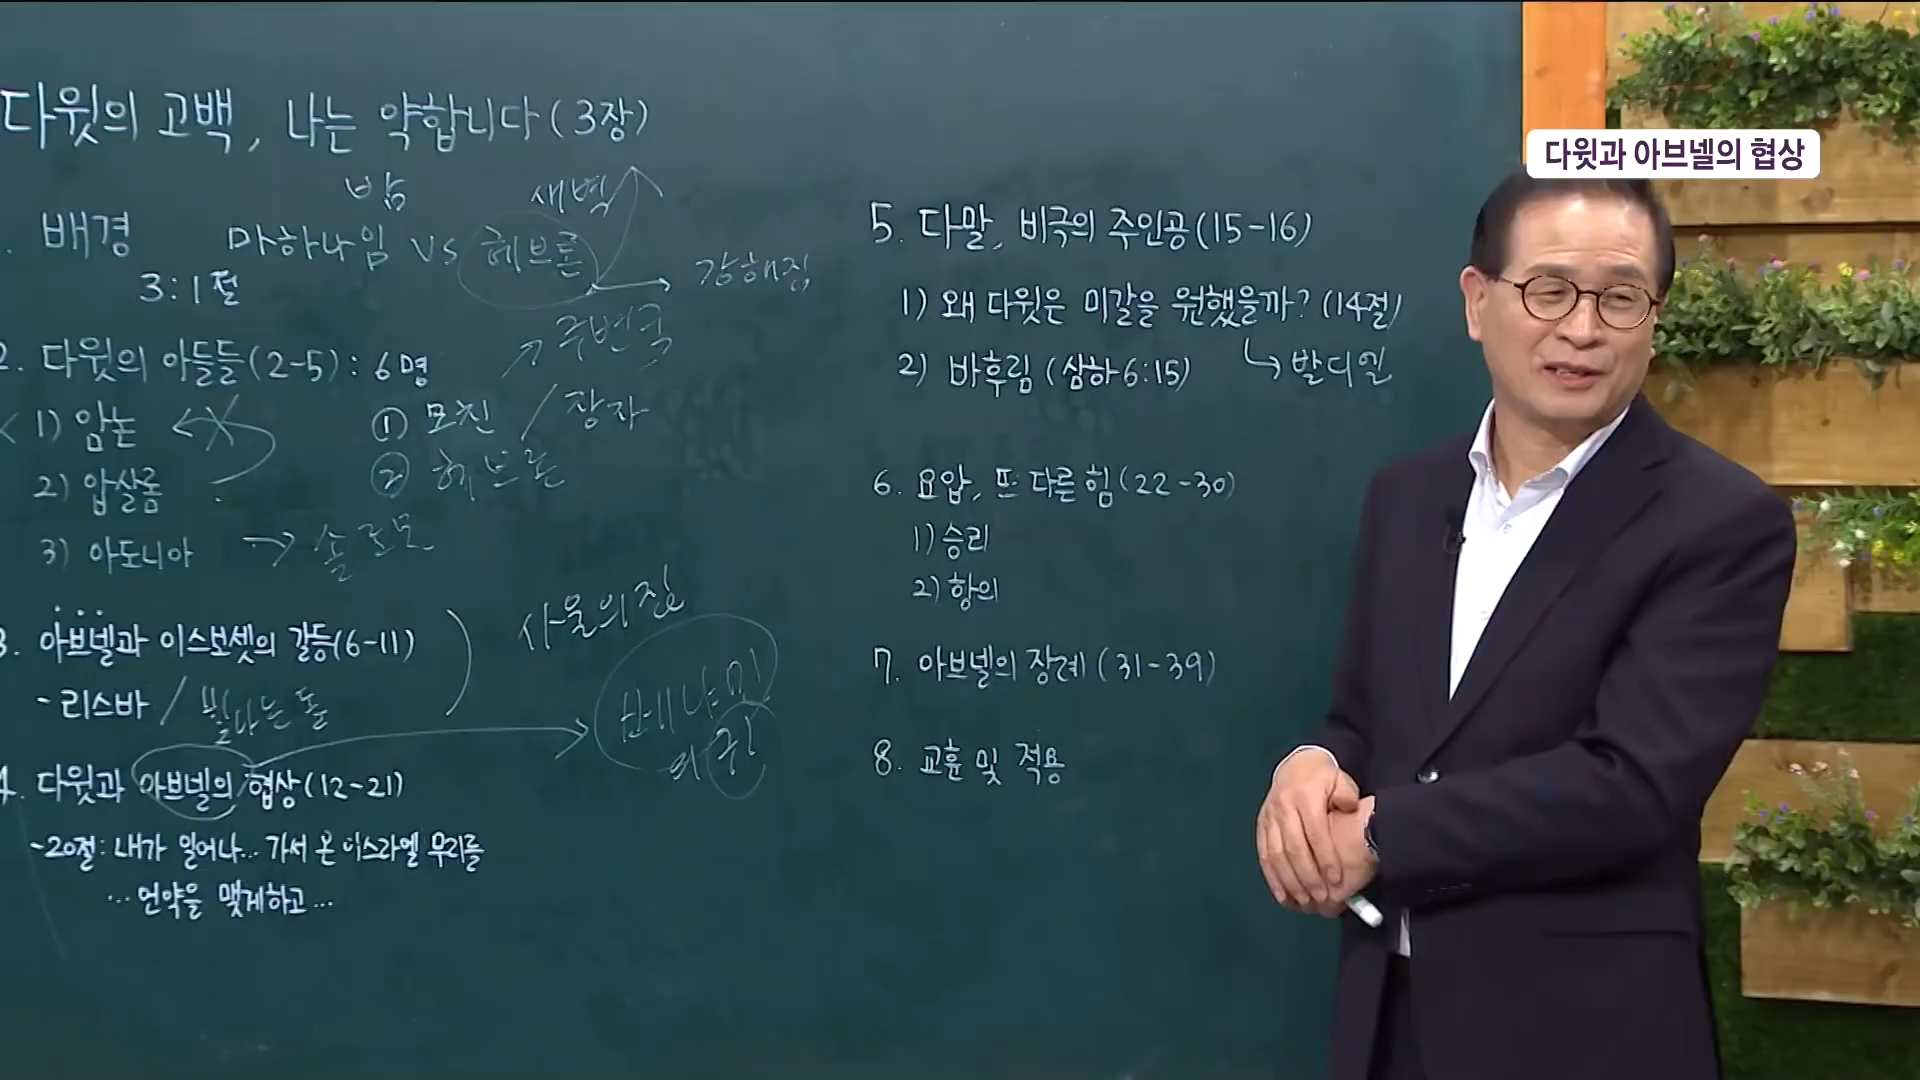 다윗의 고백, 나는 약합니다 (3장)
밤 새벽
. 배경 마하나임 vs 헤브론 강해짐
3:1절
주변국
2. 다윗의 아들들(2-5): 6명
1) 암논 ① 모친 / 장자
2) 압살롬 ② 헤브론
3) 아도니야 → 솔로몬
3. 아브넬과 이스보셋의 갈등(6-11) 사울의 집
- 리스바 / 빛나는 돌
베냐민
4. 다윗과 아브넬의 협상(12-21)
-20절: 내가 일어나... 가서 온 이스라엘 무리를
... 언약을 맺게하고...
다윗과 아브넬의 협상
5. 다말, 비극의 주인공(15-16)
1) 왜 다윗은 미갈을 원했을까? (14절)
↳ 발디엘
2) 바후림 (삼하 6:15)
6. 요압, 또 다른 힘(22-30)
1) 승리
2) 항의
7. 아브넬의 장례 (31-39)
8. 교훈 및 적용